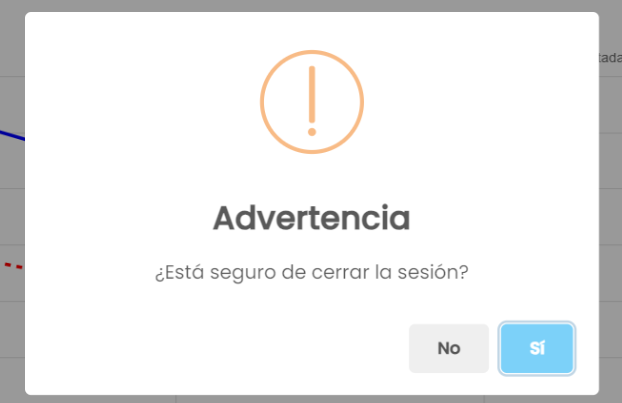 Advertencia
¿Está seguro de cerrar la sesión?
No
Sí